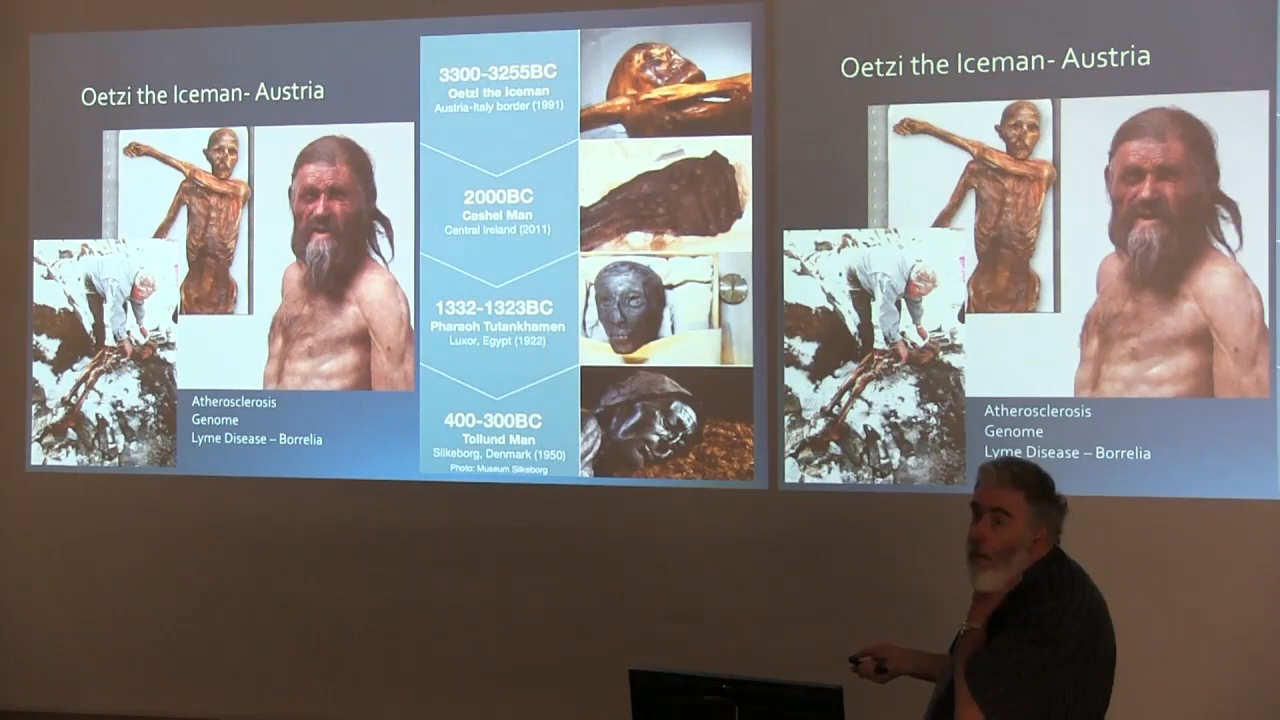 Oetzi the Iceman- Austria
Atherosclerosis
Genome
Lyme Disease – Borrelia
3300-3255BC
Oetzi the Iceman
Austria-Italy border (1991)
2000BC
Cashel Man
Central Ireland (2011)
1332-1323BC
Pharaoh Tutankhamen
Luxor, Egypt (1922)
400-300BC
Tollund Man
Silkeborg, Denmark (1950)
Photo: Museum Silkeborg
Oetzi the Iceman- Austria
Atherosclerosis
Genome
Lyme Disease – Borrelia